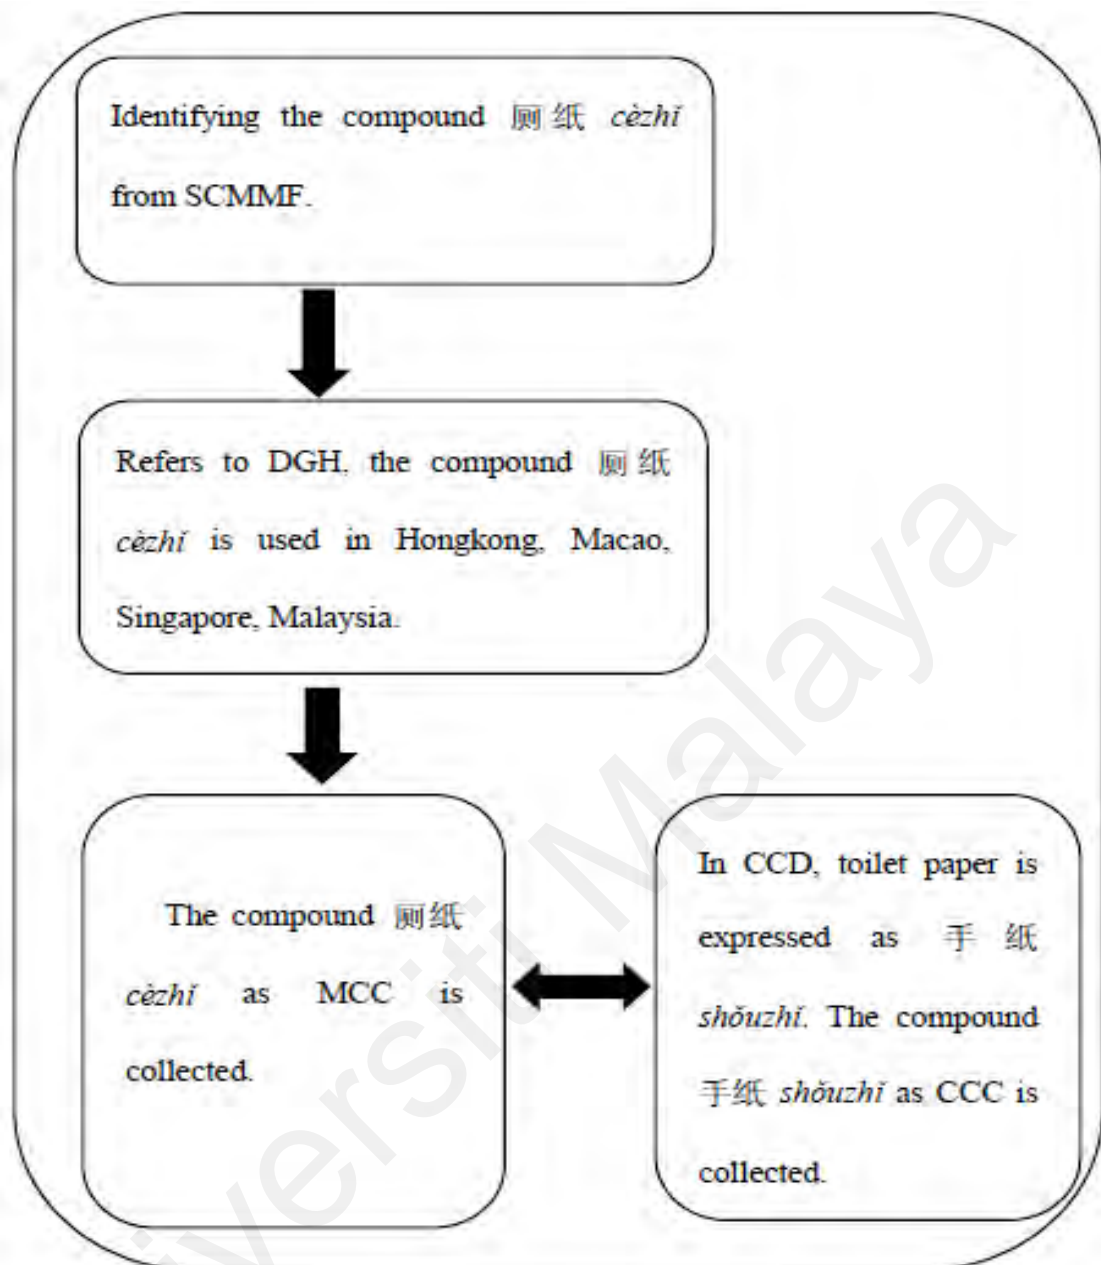 Identifying the compound 厕纸 cèzhǐ
from SCMMF.
Refers to DGH, the compound 厕纸
cèzhǐ is used in Hongkong, Macao,
Singapore, Malaysia.
The compound 厕纸
cèzhǐ as MCC is
collected.
In CCD, toilet paper is
expressed as 手 纸
shǒuzhǐ. The compound
手纸 shǒuzhǐ as CCC is
collected.
versiti Malaya